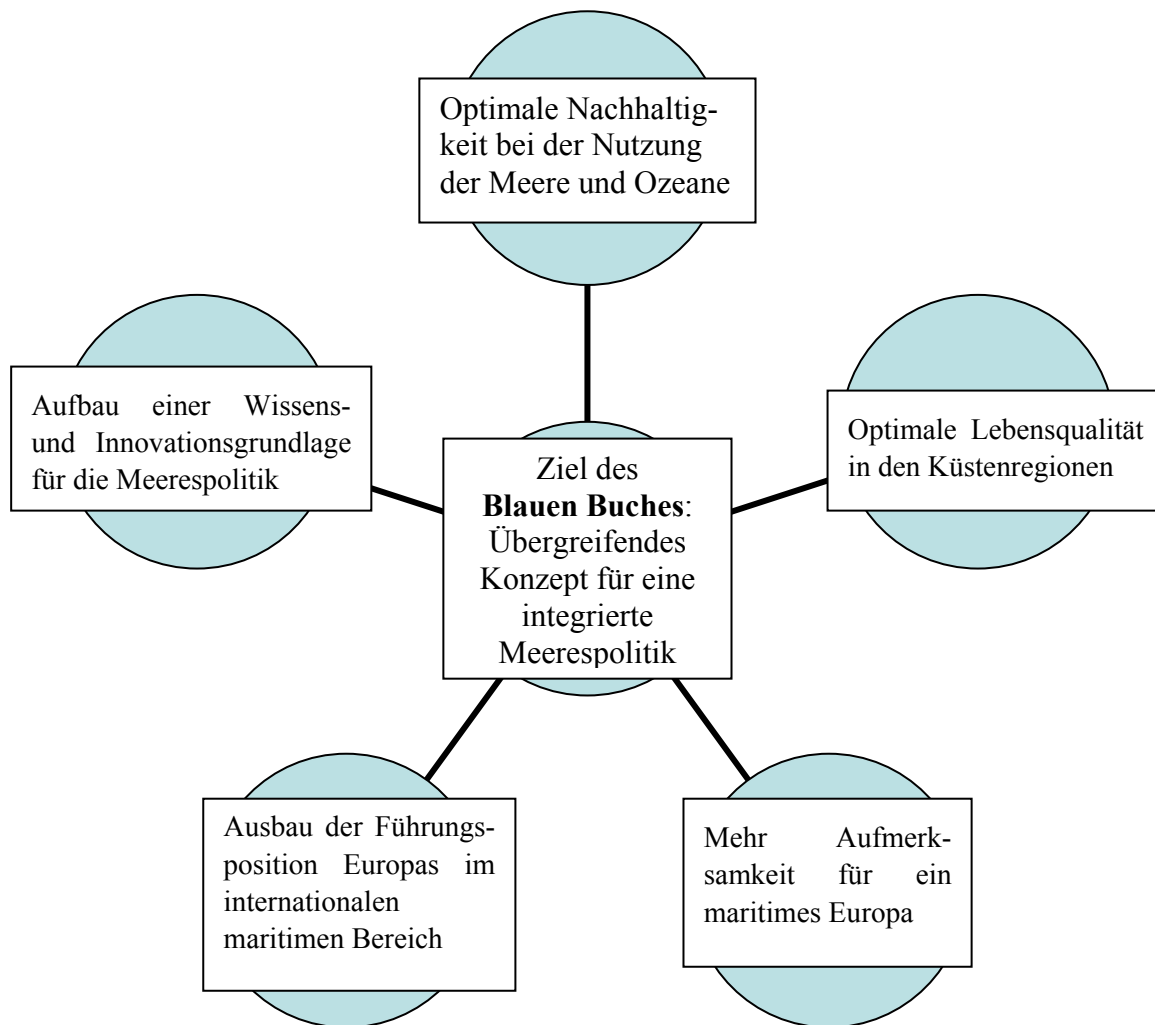 Optimale Nachhaltig-
keit bei der Nutzung
der Meere und Ozeane
Aufbau einer Wissens-
und Innovationsgrundlage
für die Meerespolitik
Optimale Lebensqualität
in den Küstenregionen
Ziel des
Blauen Buches:
Übergreifendes
Konzept für eine
integrierte
Meerespolitik
Ausbau der Führungs-
position Europas im
internationalen
maritimen Bereich
Mehr Aufmerk-
samkeit für ein
maritimes Europa